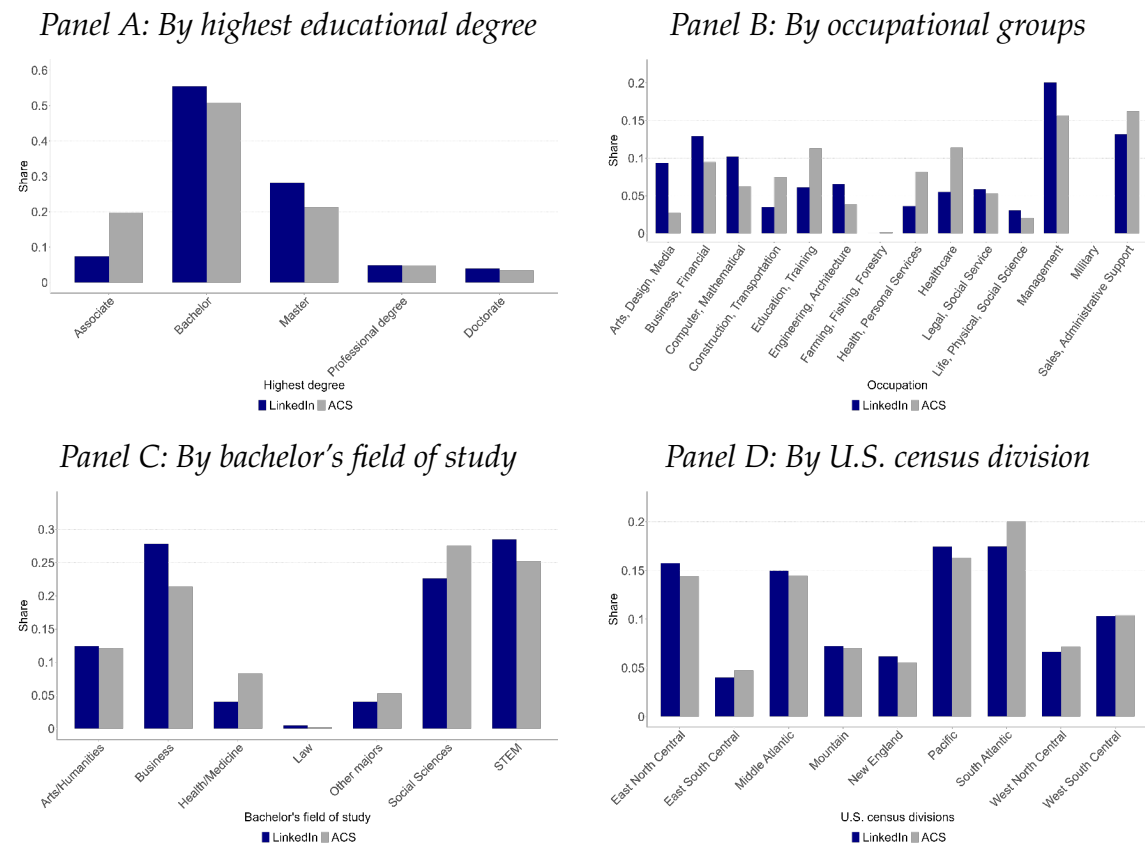 Panel A: By highest educational degree
0.6
0.5
0.4
0.3
0.2
0.1
0
Share
Associate
Bachelor
Master
Professional degree
Doctorate
Highest degree
LinkedIn ACS
Panel B: By occupational groups
0.2
0.15
0.1
0.05
0
Share
Arts, Design, Media
Business, Financial
Computer, Mathematical
Construction, Transportation
Education, Training
Engineering, Architecture
Farming, Fishing, Forestry
Health, Personal Services
Healthcare
Legal, Social Service
Life, Physical, Social Science
Management
Military
Sales, Administrative Support
Occupation
LinkedIn ACS
Panel C: By bachelor's field of study
0.3
0.25
0.2
0.15
0.1
0.05
0
Share
Arts/Humanities
Business
Health/Medicine
Law
Other majors
Social Sciences
STEM
Bachelor's field of study
LinkedIn ACS
Panel D: By U.S. census division
0.2
0.15
0.1
0.05
0
Share
East North Central
East South Central
Middle Atlantic
Mountain
New England
Pacific
South Atlantic
West North Central
West South Central
U.S. census divisions
LinkedIn ACS